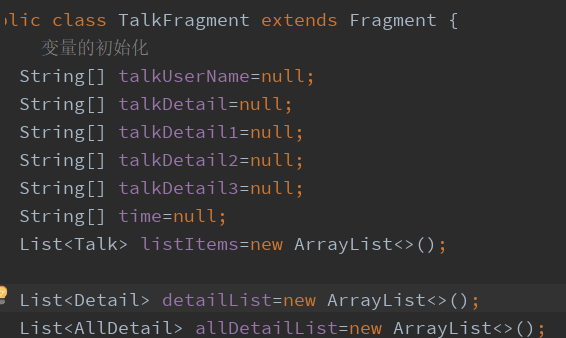 lic class TalkFragment extends Fragment {
变量的初始化
String[] talkUserName=null;
String[] talkDetail=null;
String[] talkDetail1=null;
String[] talkDetail2=null;
String[] talkDetail3=null;
String[] time=null;
List<Talk> listItems=new ArrayList<>();
List<Detail> detailList=new ArrayList<>();
List<AllDetail> allDetailList=new ArrayList<>();